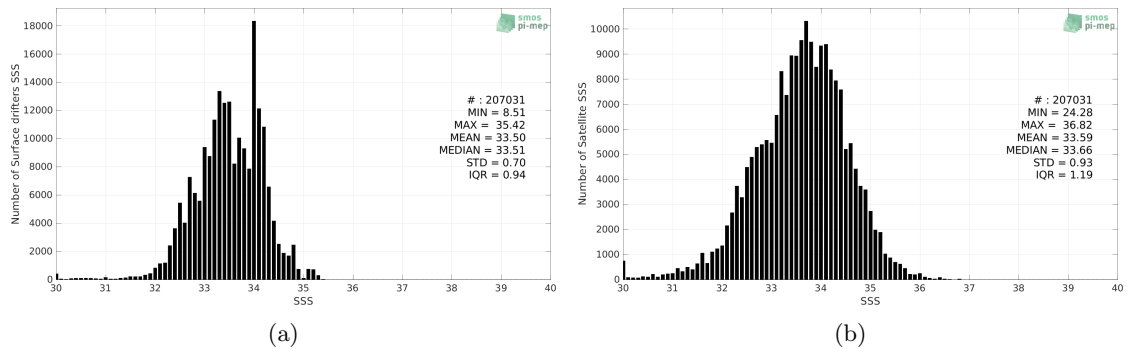 smos
pi-mep
18000
16000
14000
12000
10000
8000
6000
4000
2000
0
Number of Surface drifters SSS
# : 207031
MIN = 8.51
MAX = 35.42
MEAN = 33.50
MEDIAN = 33.51
STD = 0.70
IQR = 0.94
30 31 32 33 34 35 36 37 38 39 40
SSS
(a)
smos
pi-mep
10000
9000
8000
7000
6000
5000
4000
3000
2000
1000
0
Number of Satellite SSS
# : 207031
MIN = 24.28
MAX = 36.82
MEAN = 33.59
MEDIAN = 33.66
STD = 0.93
IQR = 1.19
30 31 32 33 34 35 36 37 38 39 40
SSS
(b)